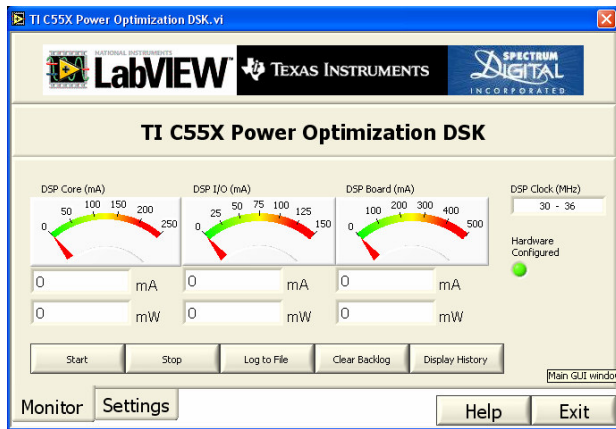 TI C55X Power Optimization DSK.vi
NATIONAL INSTRUMENTS
LabVIEW
TEXAS INSTRUMENTS
SPECTRUM
DIGITAL
INCORPORATED
TI C55X Power Optimization DSK
DSP Core (mA)
0 50 100 150 200 250
DSP I/O (mA)
0 25 50 75 100 125 150
DSP Board (mA)
0 100 200 300 400 500
DSP Clock (MHz)
30 - 36
Hardware
Configured
0 mA 0 mA 0 mA
0 mW 0 mW 0 mW
Start Stop Log to File Clear Backlog Display History
Main GUI window
Monitor Settings Help Exit